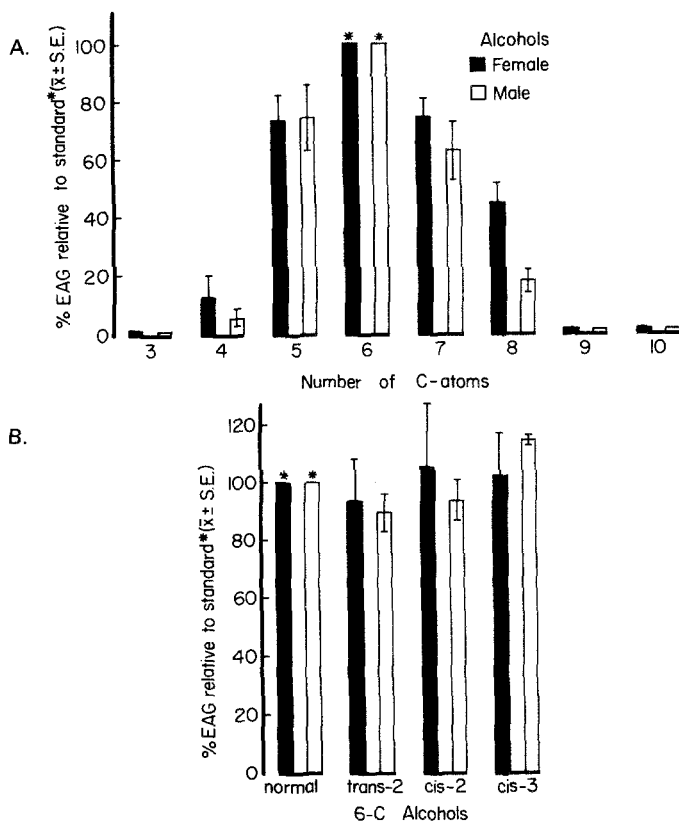 A.
Alcohols
Female
Male
% EAG relative to standard*(x̄ ± S.E.)
100
80
60
40
20
0
* *
3 4 5 6 7 8 9 10
Number of C-atoms
B.
% EAG relative to standard*(x̄ ± S.E.)
120
100
80
60
40
20
0
* *
normal trans-2 cis-2 cis-3
6-C Alcohols